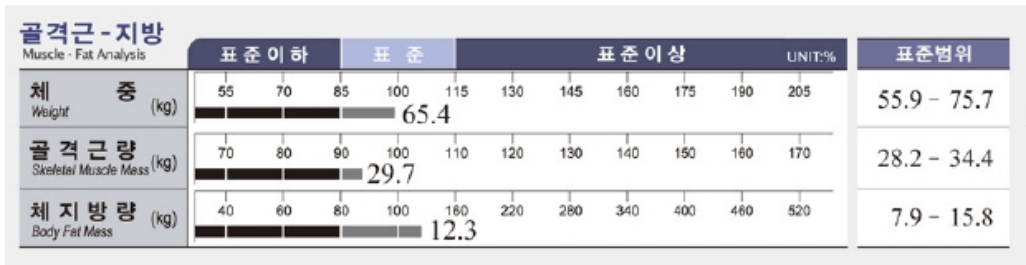 골격근-지방
Muscle - Fat Analysis
표준이하 표 준 표준이상 UNIT:% 표준범위
체 중 (kg) 55 70 85 100 115 130 145 160 175 190 205
Weight 65.4 55.9 - 75.7
골격근량 (kg) 70 80 90 100 110 120 130 140 150 160 170
Skeletal Muscle Mass 29.7 28.2 - 34.4
체지방량 (kg) 40 60 80 100 160 220 280 340 400 460 520
Body Fat Mass 12.3 7.9 - 15.8